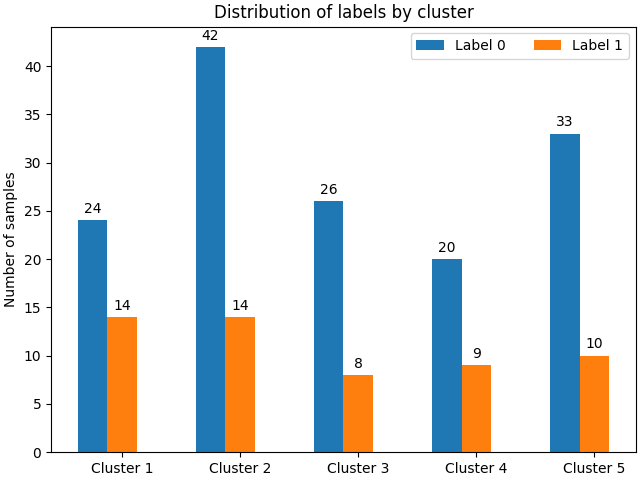 Distribution of labels by cluster
Label 0 Label 1
Number of samples
40
35
30
25
20
15
10
5
0
24 14 42 14 26 8 20 9 33 10
Cluster 1 Cluster 2 Cluster 3 Cluster 4 Cluster 5